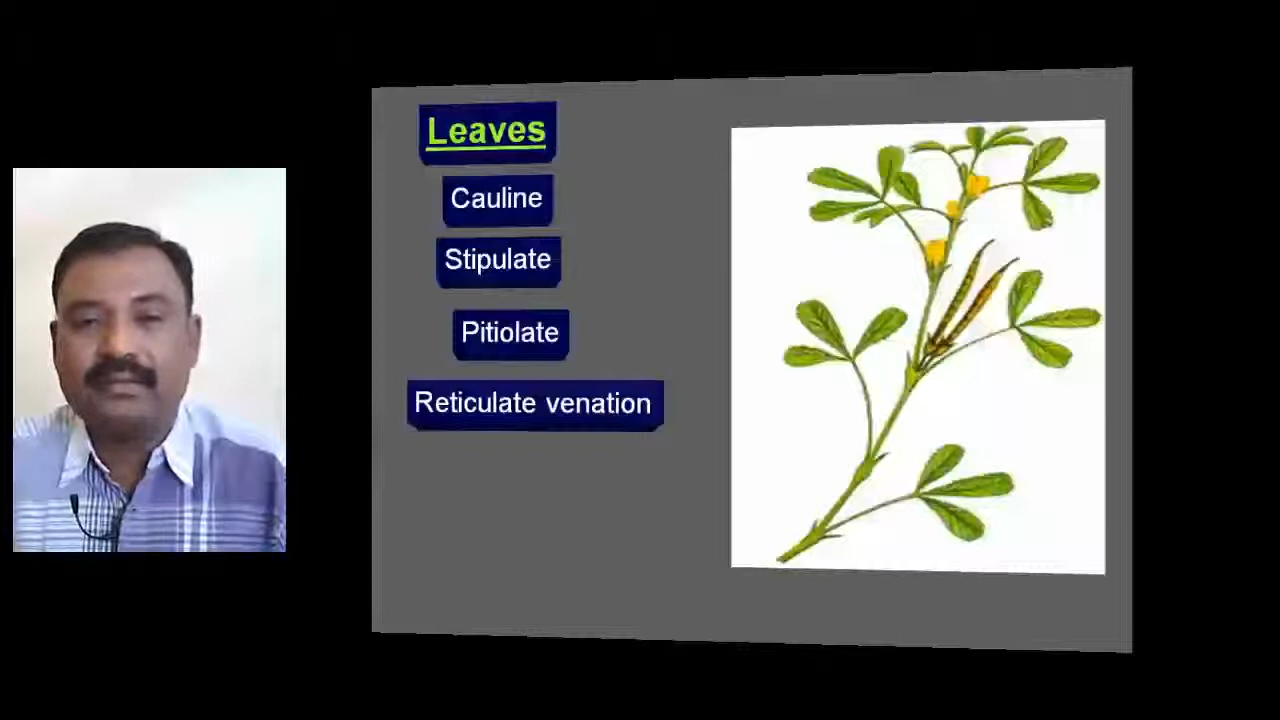 Leaves
Cauline
Stipulate
Pitiolate
Reticulate venation